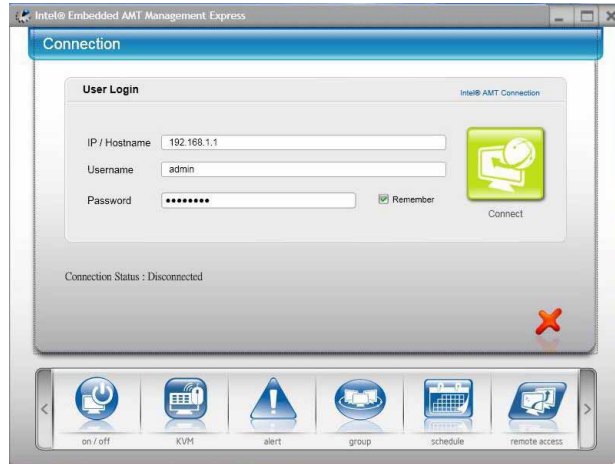 Intel® Embedded AMT Management Express
Connection
User Login
Intel® AMT Connection
IP / Hostname 192.168.1.1
Username admin
Password ••••••••
Remember
Connect
Connection Status : Disconnected
on / off KVM alert group schedule remote access